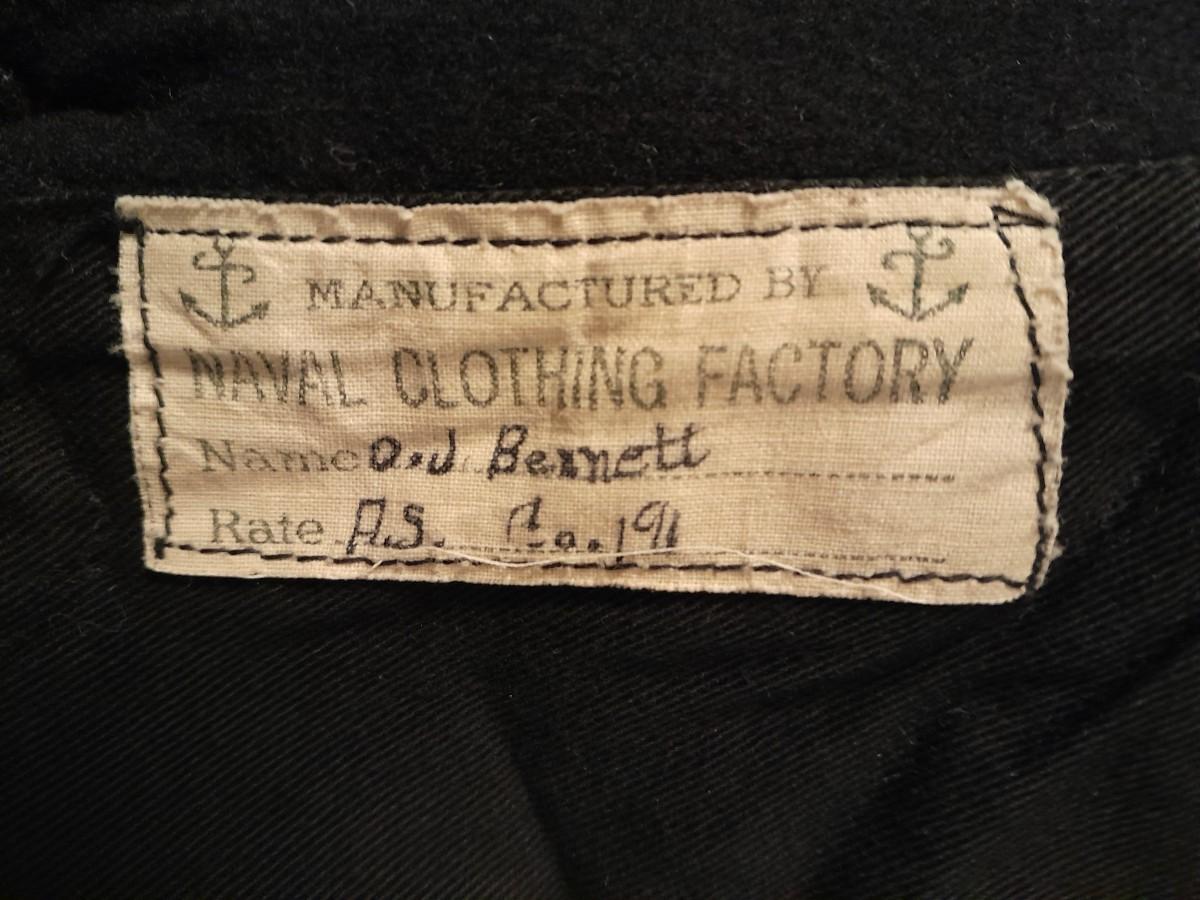 MANUFACTURED BY
NAVAL CLOTHING FACTORY
Name O.J Bennett
Rate A.S. Co. 191